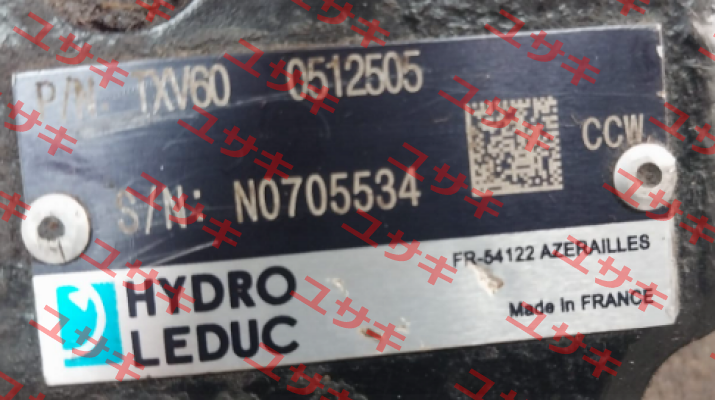 P/N TXV60 0512505
CCW
S/N: N0705534
FR-54122 AZERAILLES
HYDRO
LEDUC
Made In FRANCE
ユサキ